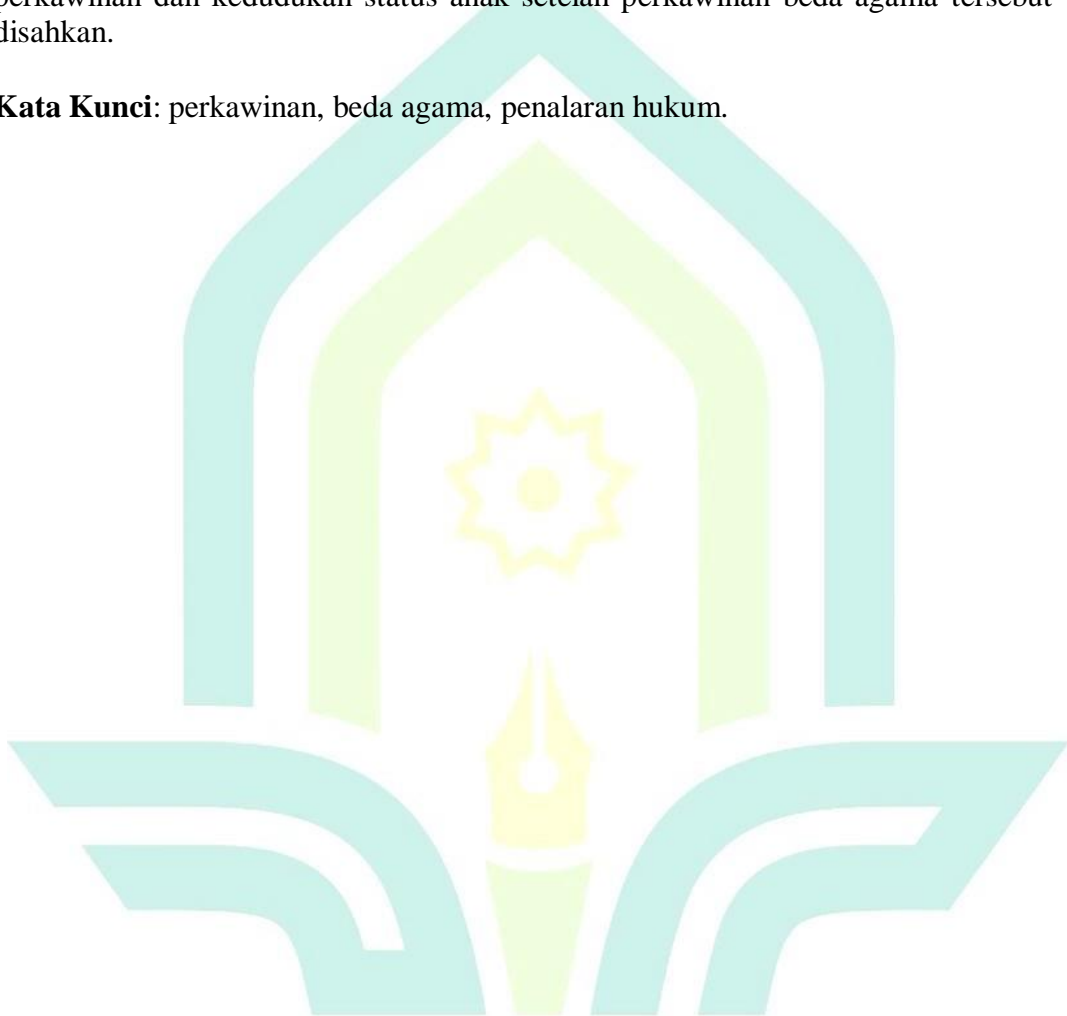 perkawinan dan kedudukan status anak setelah perkawinan beda agama tersebut
disahkan.
Kata Kunci: perkawinan, beda agama, penalaran hukum.